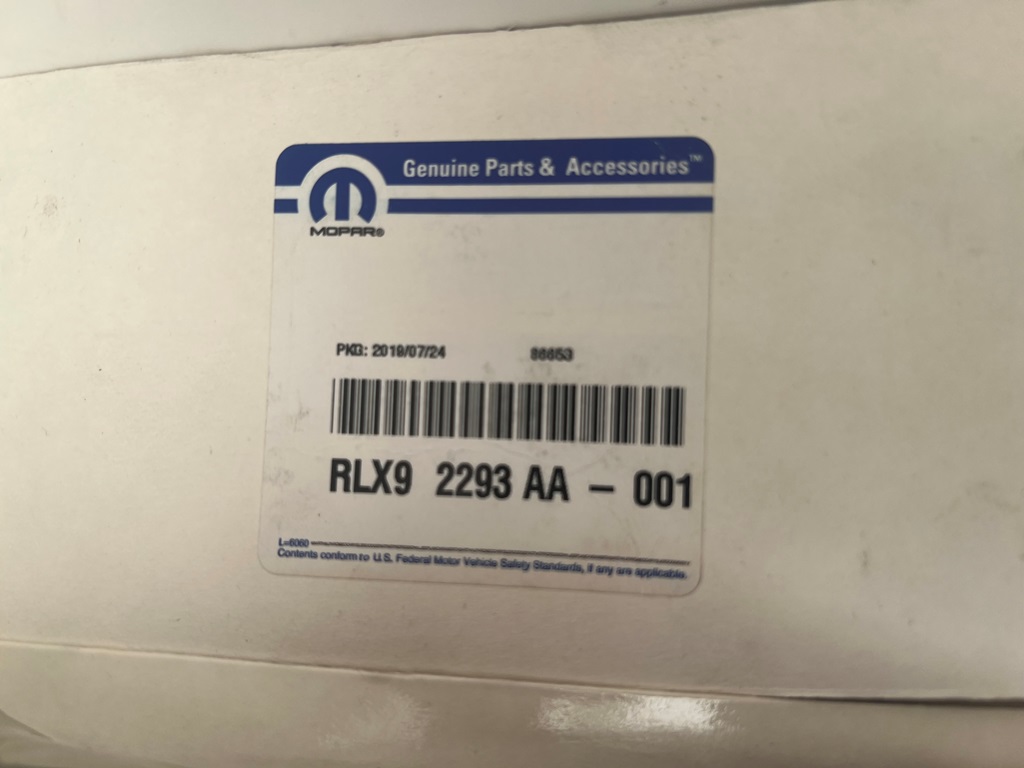 Genuine Parts & Accessories™
MOPAR®
PKG: 2019/07/24 86653
RLX9 2293 AA - 001
L=6060
Contents conform to U.S. Federal Motor Vehicle Safety Standards, if any are applicable.